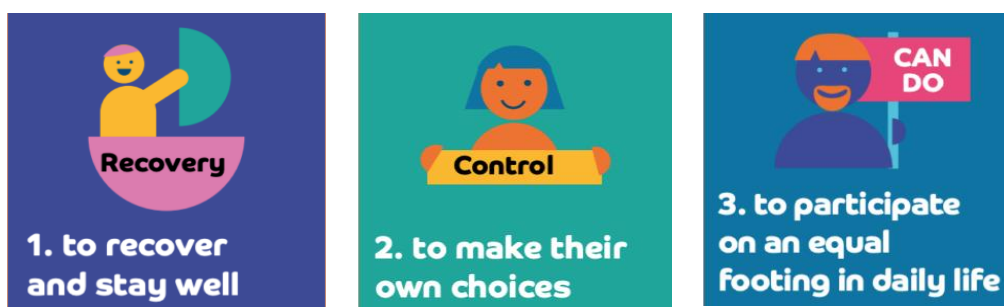 Recovery
1. to recover
and stay well
Control
2. to make their
own choices
CAN
DO
3. to participate
on an equal
footing in daily life